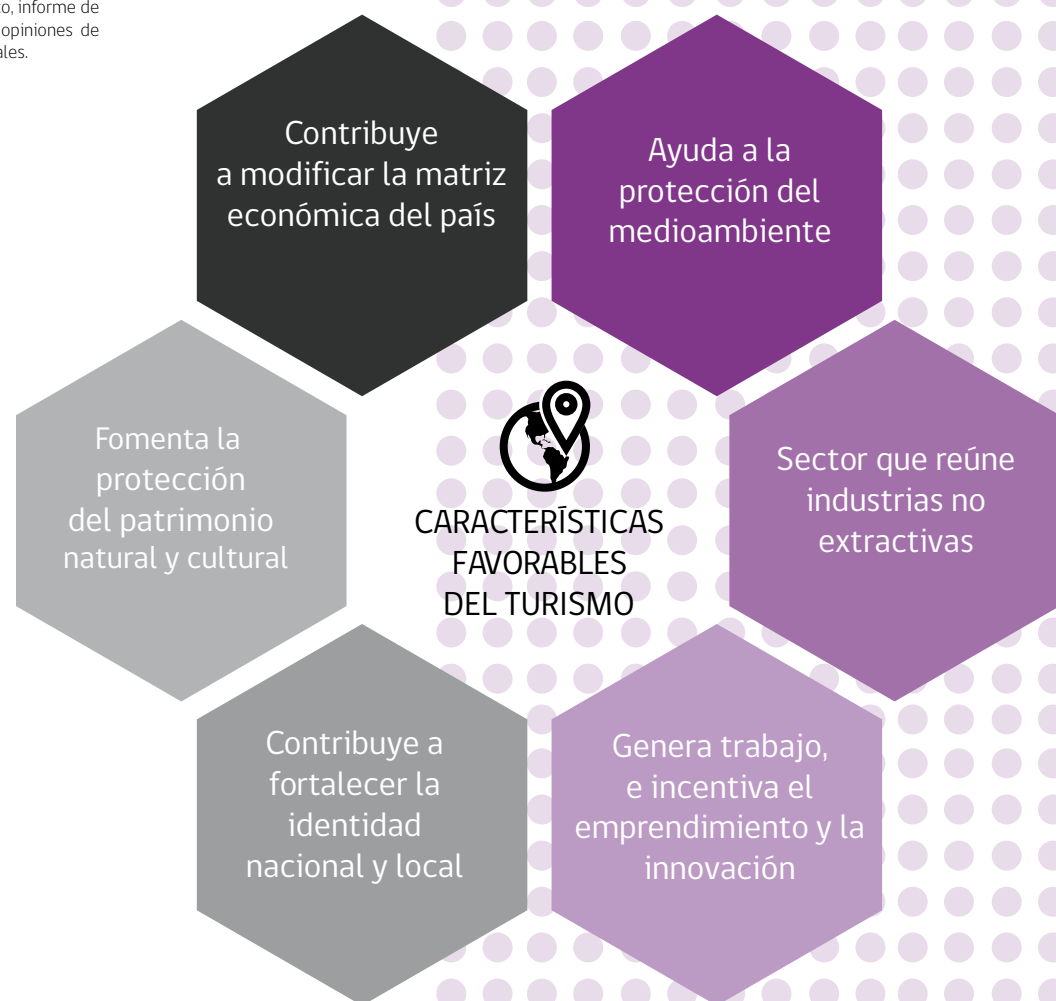 informe de
opiniones de
Contribuye
a modificar la matriz
económica del país
Ayuda a la
protección del
medioambiente
Fomenta la
protección
del patrimonio
natural y cultural
CARACTERÍSTICAS
FAVORABLES
DEL TURISMO
Sector que reúne
industrias no
extractivas
Contribuye a
fortalecer la
identidad
nacional y local
Genera trabajo,
e incentiva el
emprendimiento y la
innovación